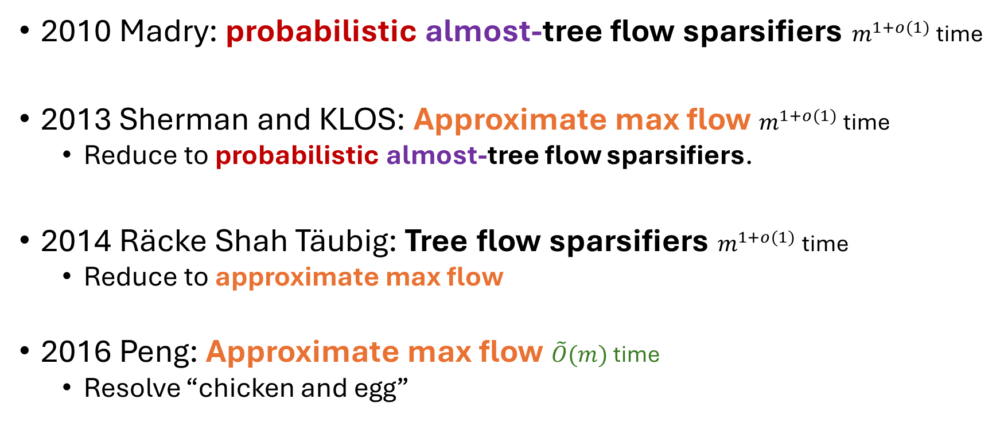 • 2010 Madry: probabilistic almost-tree flow sparsifiers $m^{1+o(1)}$ time
• 2013 Sherman and KLOS: Approximate max flow $m^{1+o(1)}$ time
• Reduce to probabilistic almost-tree flow sparsifiers.
• 2014 Räcke Shah Täubig: Tree flow sparsifiers $m^{1+o(1)}$ time
• Reduce to approximate max flow
• 2016 Peng: Approximate max flow $\tilde{O}(m)$ time
• Resolve “chicken and egg”